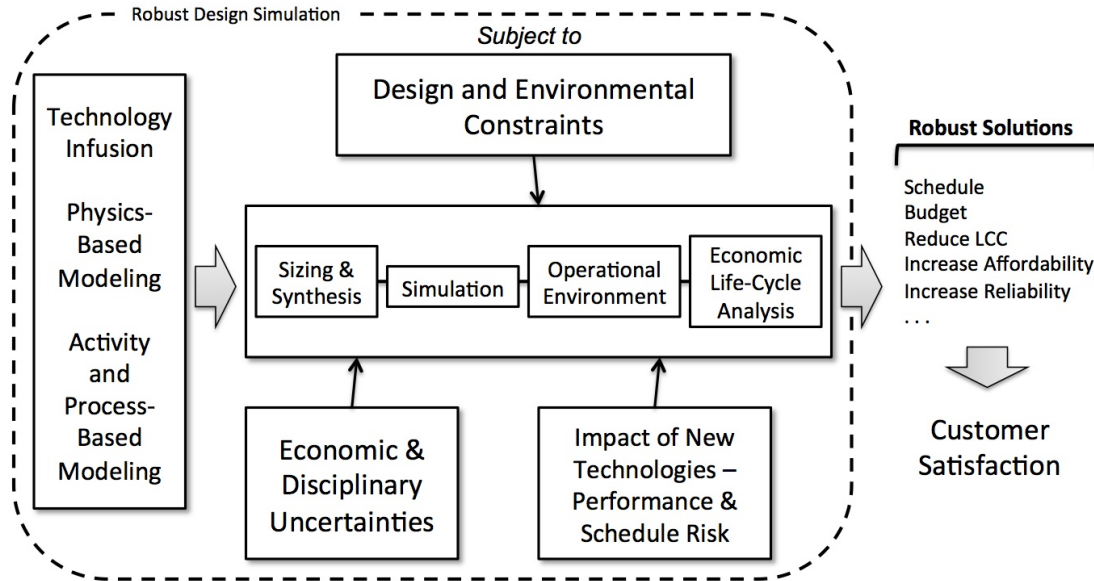 Robust Design Simulation
Subject to
Design and Environmental
Constraints
Technology
Infusion
Physics-
Based
Modeling
Activity
and
Process-
Based
Modeling
Sizing &
Synthesis
Simulation
Operational
Environment
Economic
Life-Cycle
Analysis
Economic &
Disciplinary
Uncertainties
Impact of New
Technologies –
Performance &
Schedule Risk
Robust Solutions
Schedule
Budget
Reduce LCC
Increase Affordability
Increase Reliability
. . .
Customer
Satisfaction